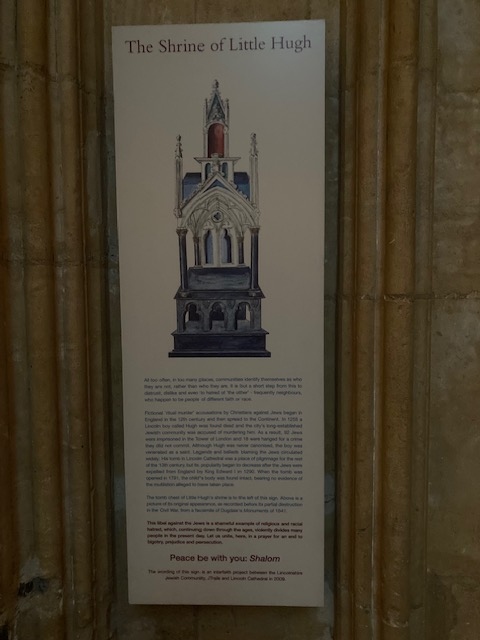 The Shrine of Little Hugh
All too often, in too many places, communities identify themselves as who
they are not, rather than who they are. It is but a short step from this to
distrust, dislike and even to hatred of 'the other' - frequently neighbours,
who happen to be people of different faith or race.
Fictitious 'ritual murder' accusations by Christians against Jews began in
England in the 12th century and then spread to the Continent. In 1255 a
Lincoln boy called Hugh was found dead and the city's long-established
Jewish community was accused of murdering him. As a result, 92 Jews
were imprisoned in the Tower of London and 18 were hanged for a crime
they did not commit. Although Hugh was never canonised, the boy was
venerated as a saint. Legends and ballads blaming the Jews circulated
widely. His tomb in Lincoln Cathedral was a place of pilgrimage for the rest
of the 13th century but its popularity began to decrease after the Jews were
expelled from England by King Edward I in 1290. When the tomb was
opened in 1791, the child's body was found intact, bearing no evidence of
the mutilation alleged to have taken place.
The tomb chest of Little Hugh's shrine is to the left of this sign. Above is a
picture of its original appearance, as recorded before its partial destruction
in the Civil War, from a facsimile of Dugdale's Monuments of 1641.
This libel against the Jews is a shameful example of religious and racial
hatred, which, continuing down through the ages, violently divides many
people in the present day. Let us unite, here, in a prayer for an end to
bigotry, prejudice and persecution.
Peace be with you: Shalom
The wording of this sign is an interfaith project between the Lincolnshire
Jewish Community, JTrails and Lincoln Cathedral in 2008